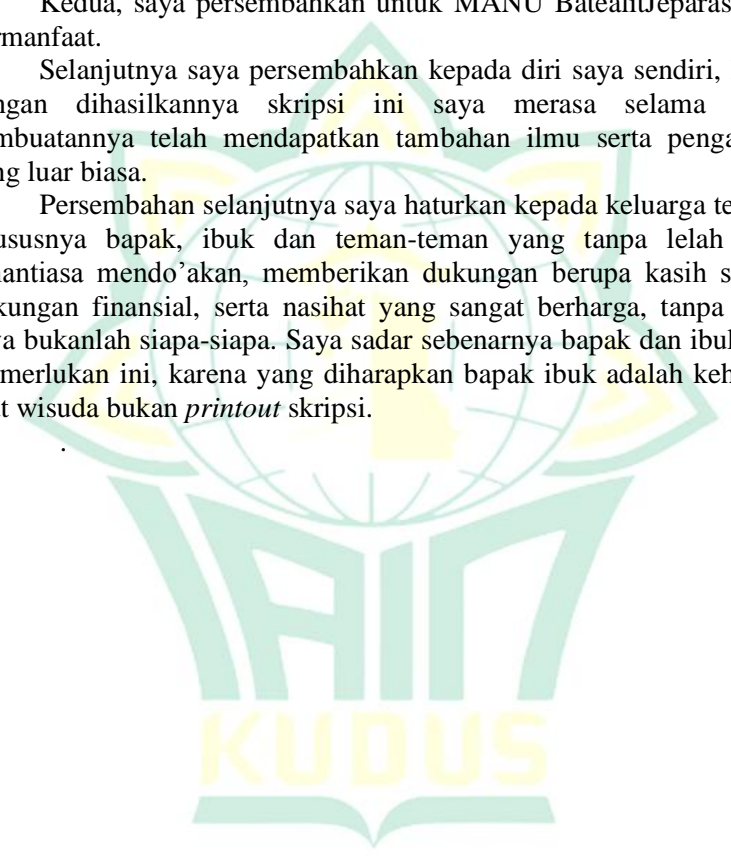 Kedua, saya persembahkan untuk MANU BatealitJeparas
rmanfaat.
Selanjutnya saya persembahkan kepada diri saya sendiri,
ngan dihasilkannya skripsi ini saya merasa selama
mbuatannya telah mendapatkan tambahan ilmu serta penga
ng luar biasa.
Persembahan selanjutnya saya haturkan kepada keluarga te
ususnya bapak, ibuk dan teman-teman yang tanpa lelah
nantiasa mendo’akan, memberikan dukungan berupa kasih s
kungan finansial, serta nasihat yang sangat berharga, tanpa
ya bukanlah siapa-siapa. Saya sadar sebenarnya bapak dan ibuk
merlukan ini, karena yang diharapkan bapak ibuk adalah keh
t wisuda bukan printout skripsi.
.
IAIN
KUDUS